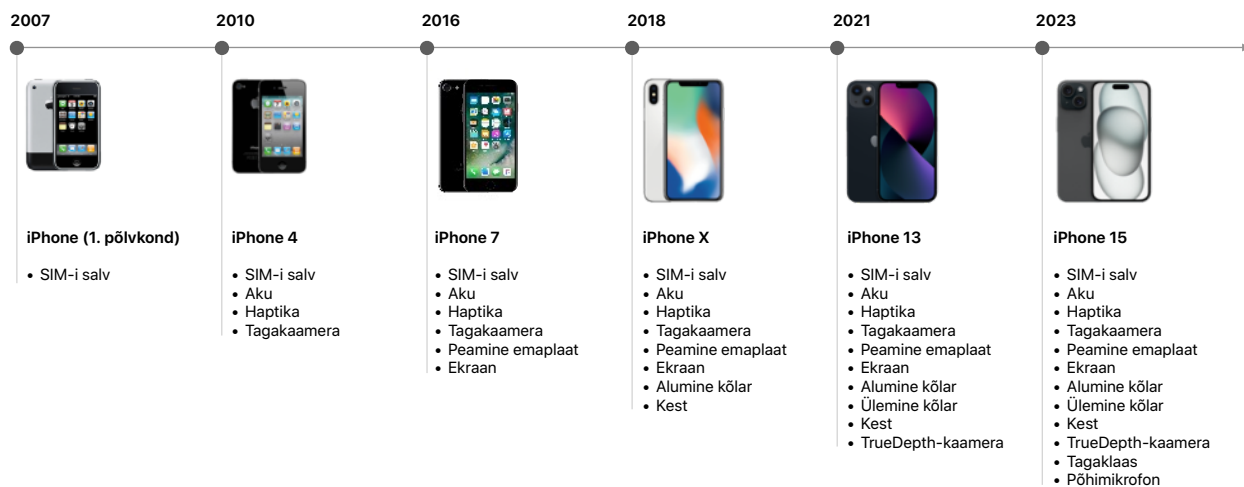 2007
2010
2016
2018
2021
2023
iPhone (1. põlvkond)
• SIM-i salv
iPhone 4
• SIM-i salv
• Aku
• Haptika
• Tagakaamera
iPhone 7
• SIM-i salv
• Aku
• Haptika
• Tagakaamera
• Peamine emaplaat
• Ekraan
iPhone X
• SIM-i salv
• Aku
• Haptika
• Tagakaamera
• Peamine emaplaat
• Ekraan
• Alumine kõlar
• Kest
iPhone 13
• SIM-i salv
• Aku
• Haptika
• Tagakaamera
• Peamine emaplaat
• Ekraan
• Alumine kõlar
• Ülemine kõlar
• Kest
• TrueDepth-kaamera
iPhone 15
• SIM-i salv
• Aku
• Haptika
• Tagakaamera
• Peamine emaplaat
• Ekraan
• Alumine kõlar
• Ülemine kõlar
• Kest
• TrueDepth-kaamera
• Tagaklaas
• Põhimikrofon